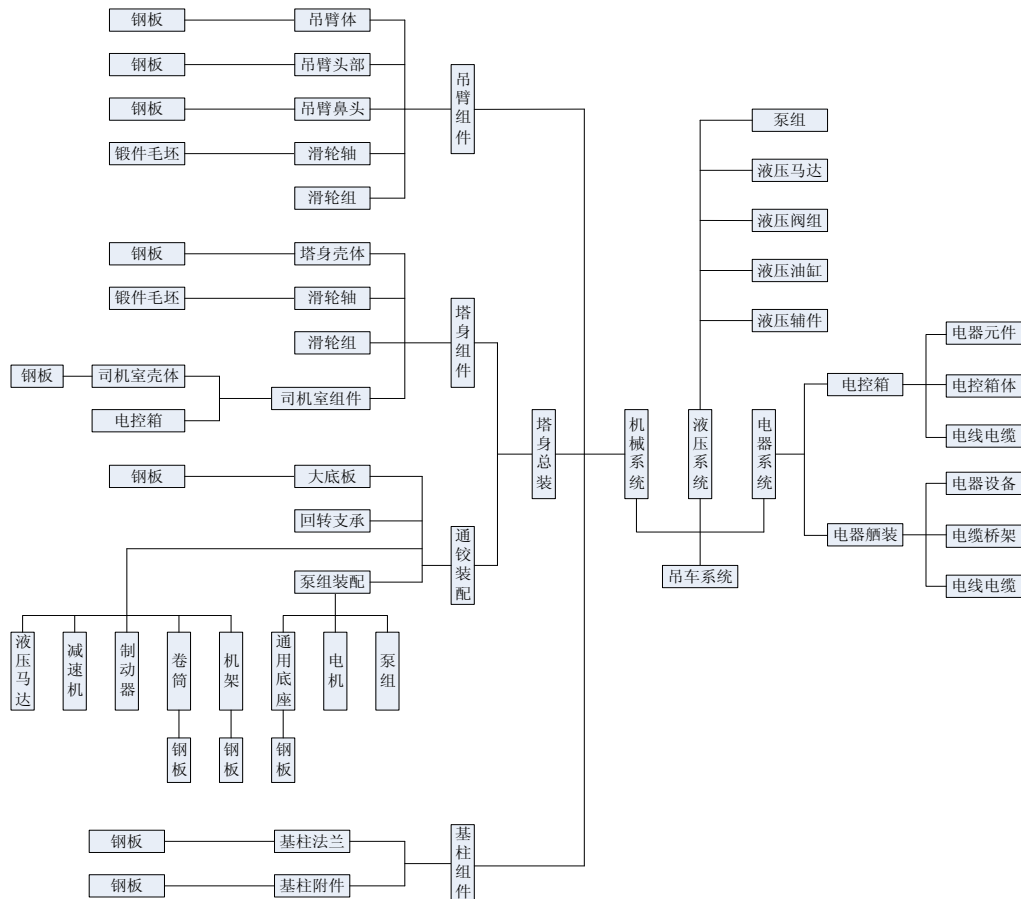 钢板
吊臂体
钢板
吊臂头部
钢板
吊臂鼻头
锻件毛坯
滑轮轴
滑轮组
吊臂组件
钢板
塔身壳体
锻件毛坯
滑轮轴
滑轮组
钢板
司机室壳体
电控箱
司机室组件
塔身组件
钢板
大底板
回转支承
泵组装配
通铰装配
液压马达
减速机
制动器
卷筒
机架
通用底座
电机
泵组
钢板
钢板
钢板
塔身总装
钢板
基柱法兰
钢板
基柱附件
基柱组件
泵组
液压马达
液压阀组
液压油缸
液压辅件
机械系统
液压系统
电器系统
吊车系统
电控箱
电器舾装
电器元件
电控箱体
电线电缆
电器设备
电缆桥架
电线电缆